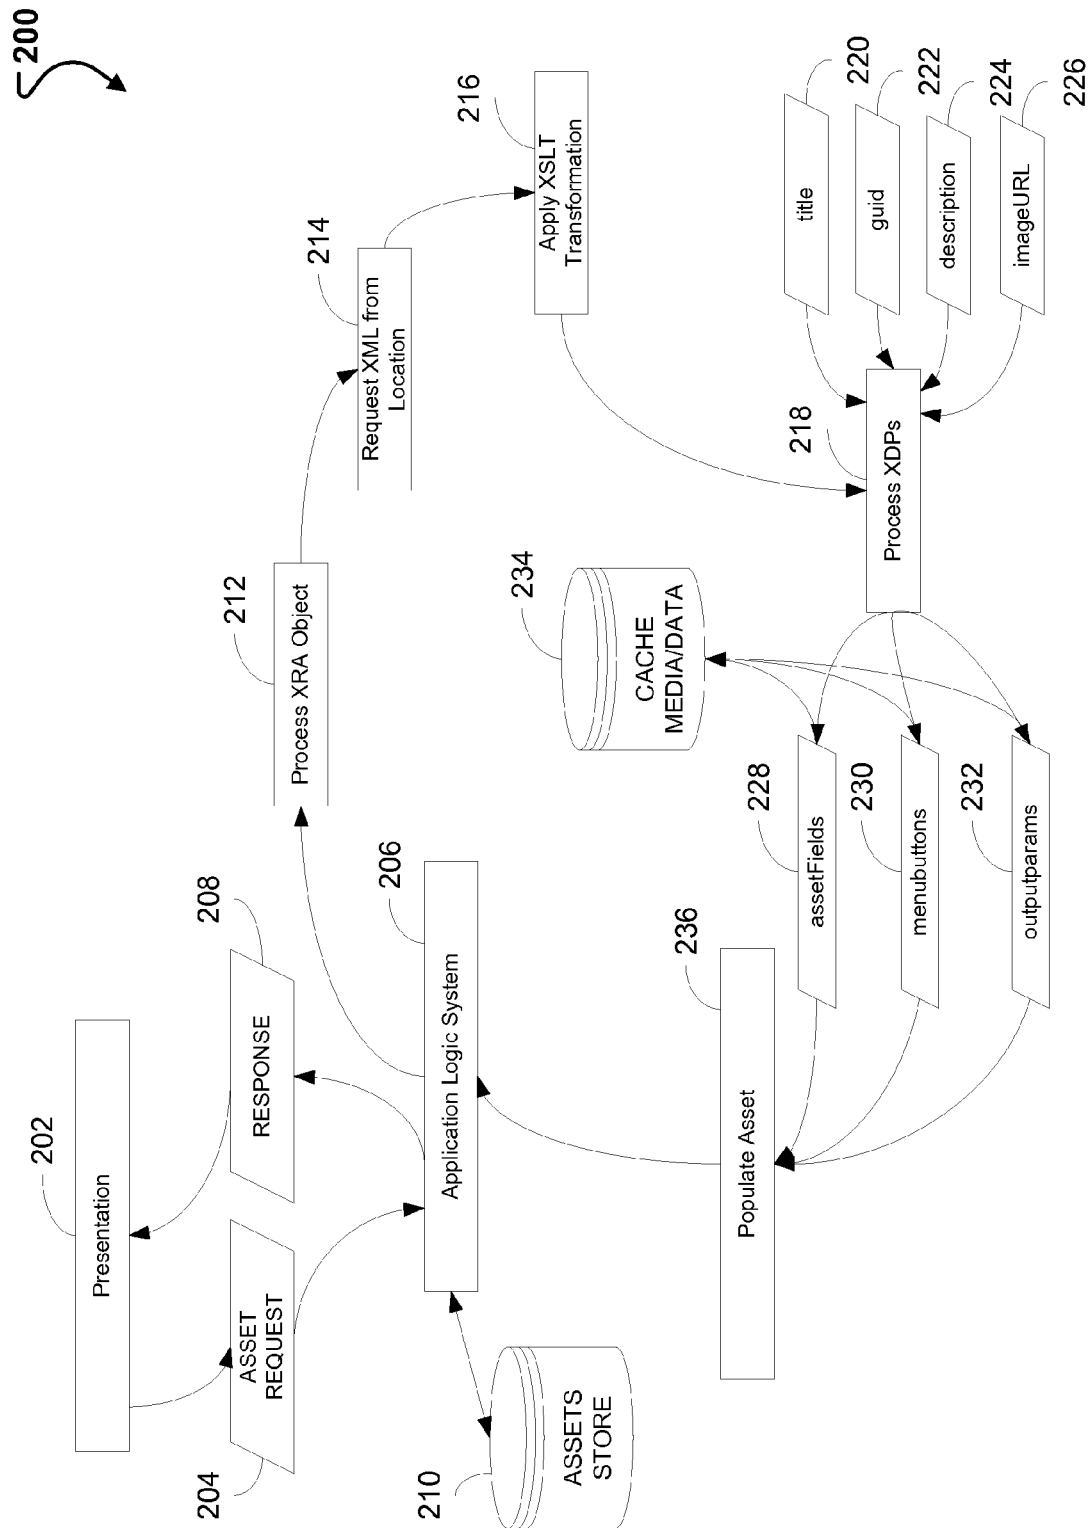 200
202
Presentation
204
ASSET
REQUEST
RESPONSE
208
206
Application Logic System
210
ASSETS
STORE
212
Process XRA Object
214
Request XML from
Location
216
Apply XSLT
Transformation
218
Process XDPs
title
220
guid
222
description
224
imageURL
226
234
CACHE
MEDIA/DATA
assetFields
228
menubuttons
230
outputparams
232
236
Populate Asset